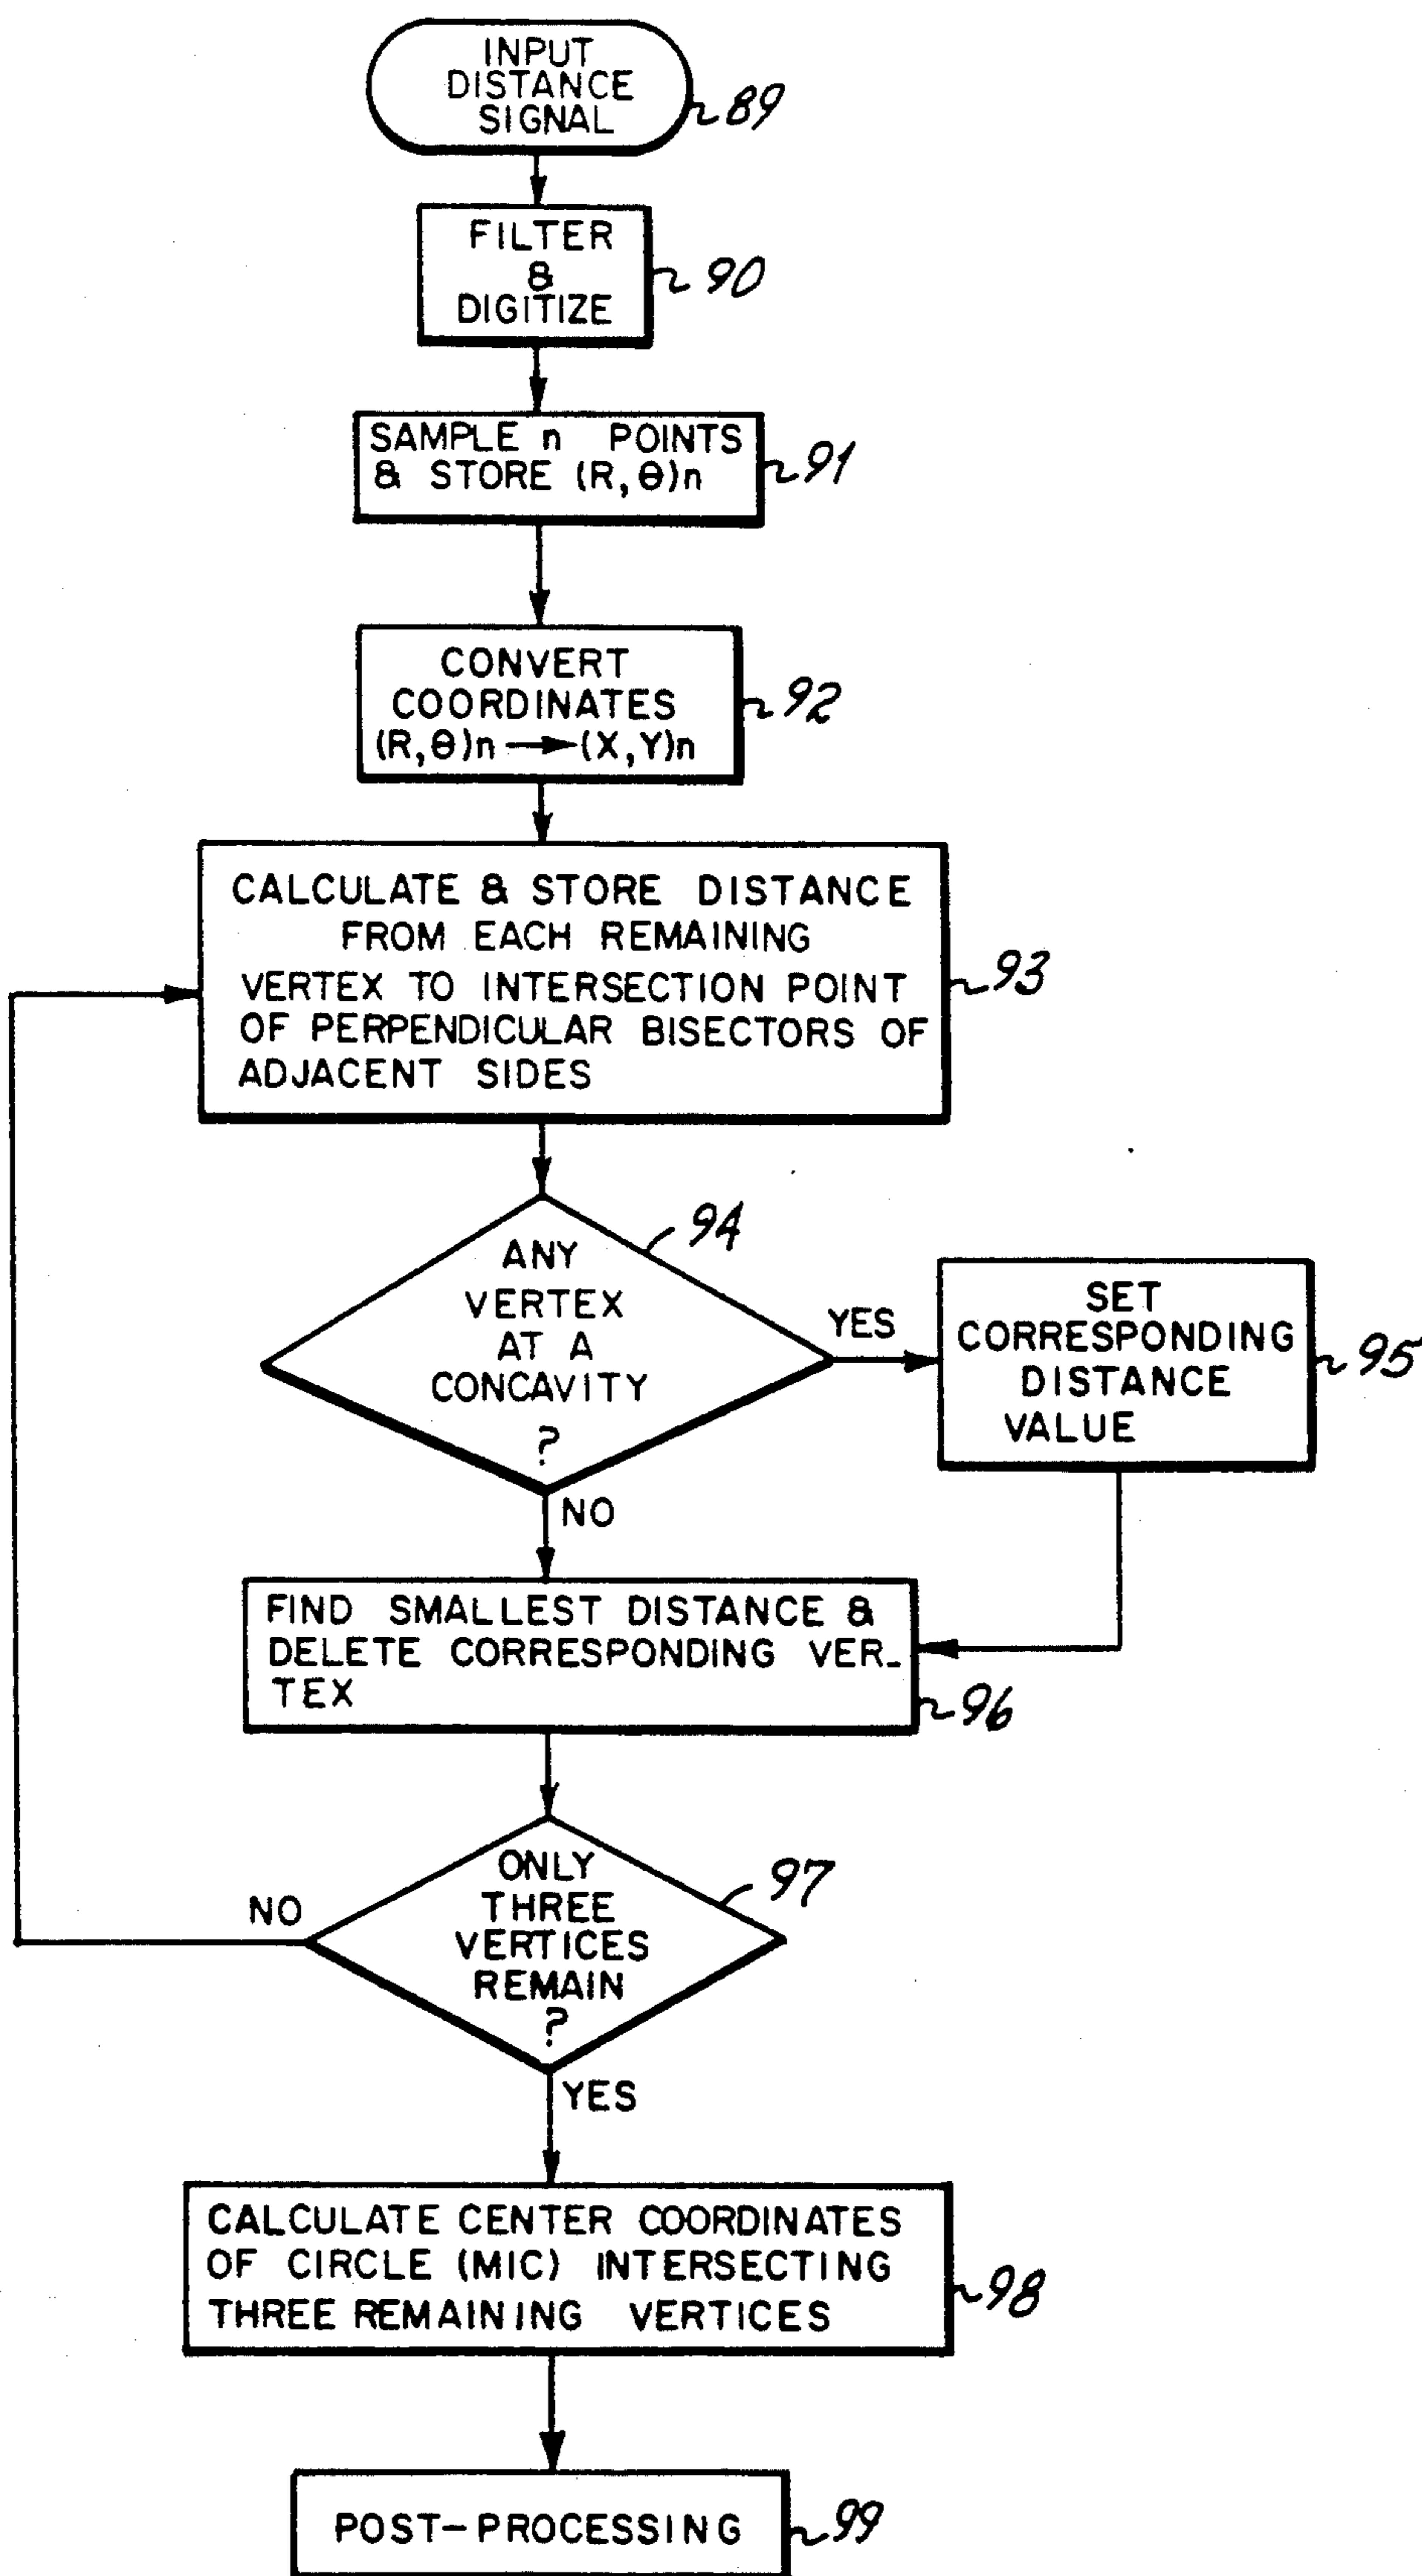 INPUT
DISTANCE
SIGNAL
89
FILTER
&
DIGITIZE
90
SAMPLE n POINTS
& STORE (R,θ)n
91
CONVERT
COORDINATES
(R,θ)n → (X,Y)n
92
CALCULATE & STORE DISTANCE
FROM EACH REMAINING
VERTEX TO INTERSECTION POINT
OF PERPENDICULAR BISECTORS OF
ADJACENT SIDES
93
ANY
VERTEX
AT A
CONCAVITY
?
94
YES
SET
CORRESPONDING
DISTANCE
VALUE
95
NO
FIND SMALLEST DISTANCE &
DELETE CORRESPONDING VER-
TEX
96
ONLY
THREE
VERTICES
REMAIN
?
97
NO
YES
CALCULATE CENTER COORDINATES
OF CIRCLE (MIC) INTERSECTING
THREE REMAINING VERTICES
98
POST-PROCESSING
99